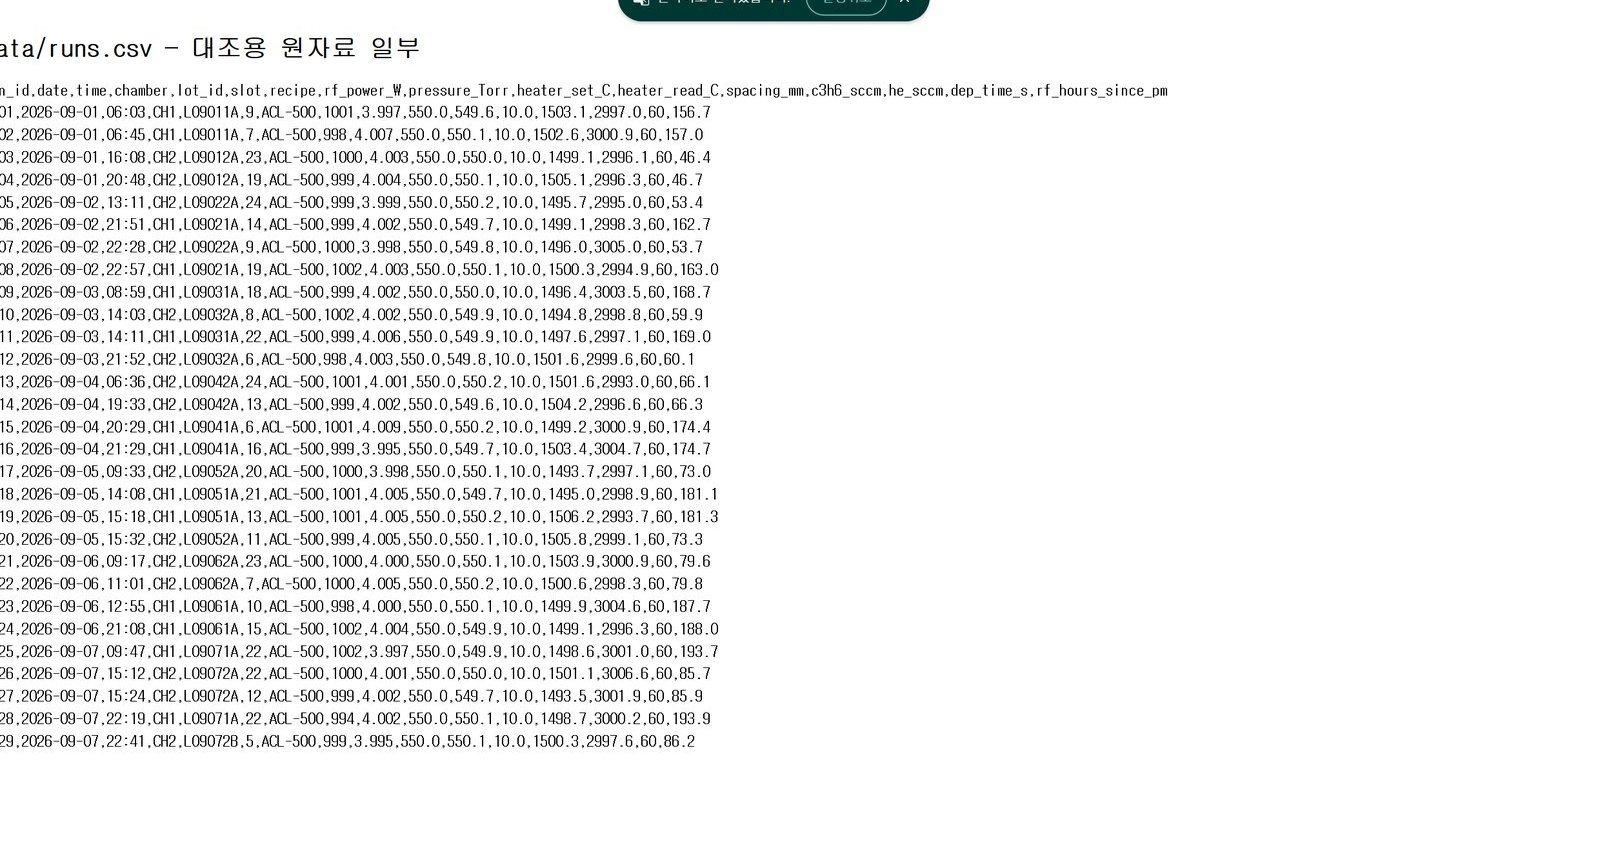 ata/runs.csv – 대조용 원자료 일부
n_id,date,time,chamber,lot_id,slot,recipe,rf_power_W,pressure_Torr,heater_set_C,heater_read_C,spacing_mm,c3h6_sccm,he_sccm,dep_time_s,rf_hours_since_pm
01,2026-09-01,06:03,CH1,L09011A,9,ACL-500,1001,3.997,550.0,549.6,10.0,1503.1,2997.0,60,156.7
02,2026-09-01,06:45,CH1,L09011A,7,ACL-500,998,4.007,550.0,550.1,10.0,1502.6,3000.9,60,157.0
03,2026-09-01,16:08,CH2,L09012A,23,ACL-500,1000,4.003,550.0,550.0,10.0,1499.1,2996.1,60,46.4
04,2026-09-01,20:48,CH2,L09012A,19,ACL-500,999,4.004,550.0,550.1,10.0,1505.1,2996.3,60,46.7
05,2026-09-02,13:11,CH2,L09022A,24,ACL-500,999,3.999,550.0,550.2,10.0,1495.7,2995.0,60,53.4
06,2026-09-02,21:51,CH1,L09021A,14,ACL-500,999,4.002,550.0,549.7,10.0,1499.1,2998.3,60,162.7
07,2026-09-02,22:28,CH2,L09022A,9,ACL-500,1000,3.998,550.0,549.8,10.0,1496.0,3005.0,60,53.7
08,2026-09-02,22:57,CH1,L09021A,19,ACL-500,1002,4.003,550.0,550.1,10.0,1500.3,2994.9,60,163.0
09,2026-09-03,08:59,CH1,L09031A,18,ACL-500,999,4.002,550.0,550.0,10.0,1496.4,3003.5,60,168.7
10,2026-09-03,14:03,CH2,L09032A,8,ACL-500,1002,4.002,550.0,549.9,10.0,1494.8,2998.8,60,59.9
11,2026-09-03,14:11,CH1,L09031A,22,ACL-500,999,4.006,550.0,549.9,10.0,1497.6,2997.1,60,169.0
12,2026-09-03,21:52,CH2,L09032A,6,ACL-500,998,4.003,550.0,549.8,10.0,1501.6,2999.6,60,60.1
13,2026-09-04,06:36,CH2,L09042A,24,ACL-500,1001,4.001,550.0,550.2,10.0,1501.6,2993.0,60,66.1
14,2026-09-04,19:33,CH2,L09042A,13,ACL-500,999,4.002,550.0,549.6,10.0,1504.2,2996.6,60,66.3
15,2026-09-04,20:29,CH1,L09041A,6,ACL-500,1001,4.009,550.0,550.2,10.0,1499.2,3000.9,60,174.4
16,2026-09-04,21:29,CH1,L09041A,16,ACL-500,999,3.995,550.0,549.7,10.0,1503.4,3004.7,60,174.7
17,2026-09-05,09:33,CH2,L09052A,20,ACL-500,1000,3.998,550.0,550.1,10.0,1493.7,2997.1,60,73.0
18,2026-09-05,14:08,CH1,L09051A,21,ACL-500,1001,4.005,550.0,549.7,10.0,1495.0,2998.9,60,181.1
19,2026-09-05,15:18,CH1,L09051A,13,ACL-500,1001,4.005,550.0,550.2,10.0,1506.2,2993.7,60,181.3
20,2026-09-05,15:32,CH2,L09052A,11,ACL-500,999,4.005,550.0,550.1,10.0,1505.8,2999.1,60,73.3
21,2026-09-06,09:17,CH2,L09062A,23,ACL-500,1000,4.000,550.0,550.1,10.0,1503.9,3000.9,60,79.6
22,2026-09-06,11:01,CH2,L09062A,7,ACL-500,1000,4.005,550.0,550.2,10.0,1500.6,2998.3,60,79.8
23,2026-09-06,12:55,CH1,L09061A,10,ACL-500,998,4.000,550.0,550.1,10.0,1499.9,3004.6,60,187.7
24,2026-09-06,21:08,CH1,L09061A,15,ACL-500,1002,4.004,550.0,549.9,10.0,1499.1,2996.3,60,188.0
25,2026-09-07,09:47,CH1,L09071A,22,ACL-500,1002,3.997,550.0,549.9,10.0,1498.6,3001.0,60,193.7
26,2026-09-07,15:12,CH2,L09072A,22,ACL-500,1000,4.001,550.0,550.0,10.0,1501.1,3006.6,60,85.7
27,2026-09-07,15:24,CH2,L09072A,12,ACL-500,999,4.002,550.0,549.7,10.0,1493.5,3001.9,60,85.9
28,2026-09-07,22:19,CH1,L09071A,22,ACL-500,994,4.002,550.0,550.1,10.0,1498.7,3000.2,60,193.9
29,2026-09-07,22:41,CH2,L09072B,5,ACL-500,999,3.995,550.0,550.1,10.0,1500.3,2997.6,60,86.2